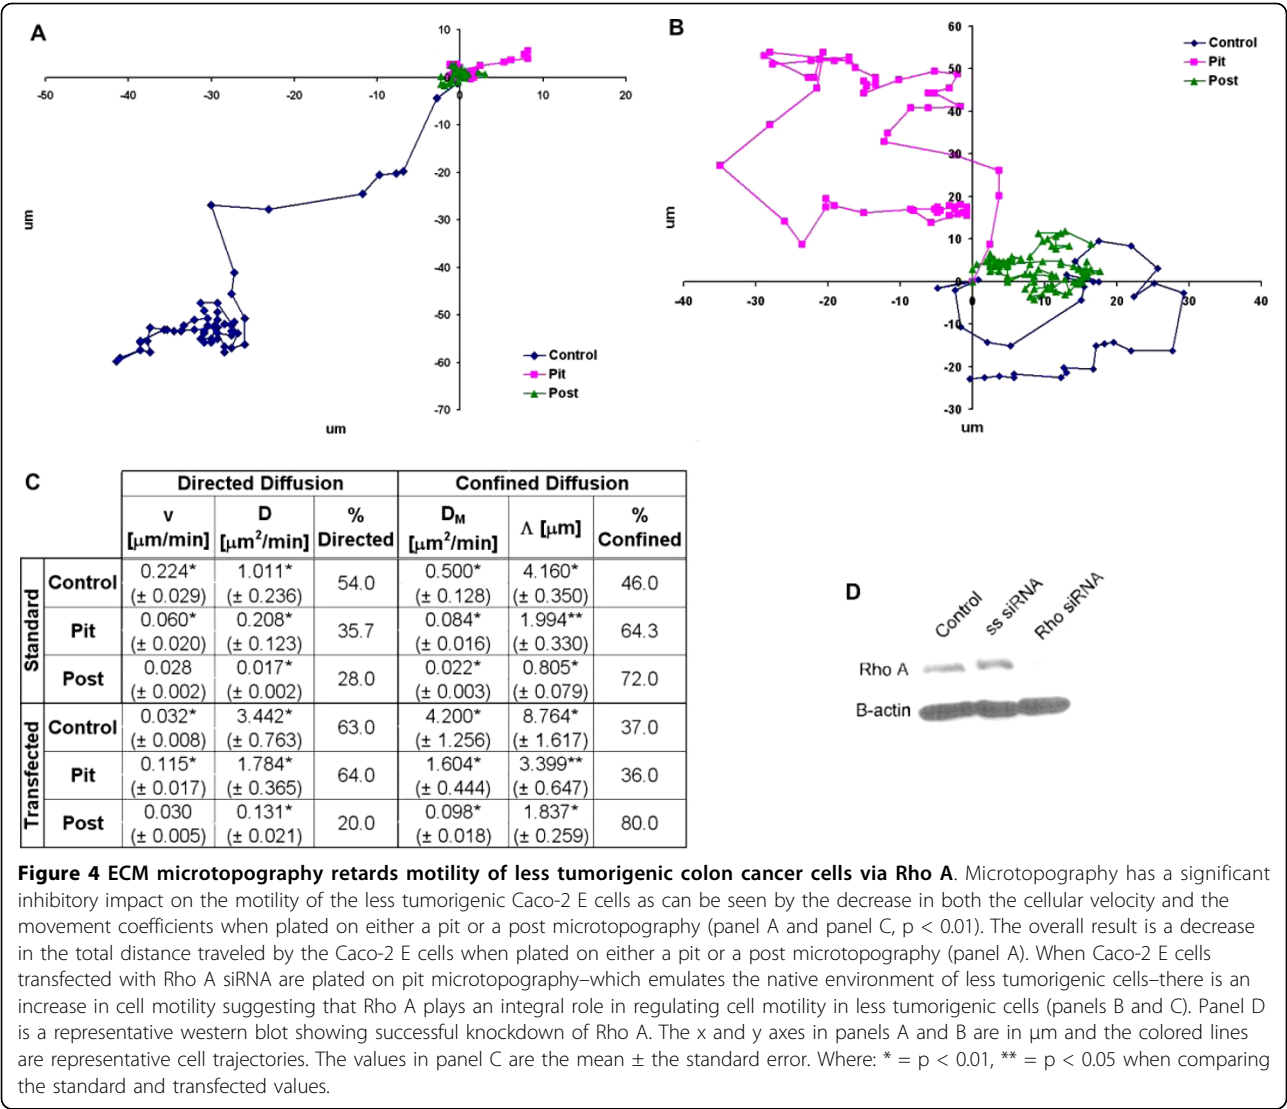 A
10
0
-50
-40
-30
-20
-10
0
10
20
-10
-20
-30
-40
-50
-60
-70
um
um
Control
Pit
Post
B
60
50
40
30
20
10
0
-40
-30
-20
-10
0
10
20
30
40
-10
-20
-30
um
um
Control
Pit
Post
C
Directed Diffusion Confined Diffusion
v [μm/min] D [μm²/min] % Directed D_M [μm²/min] Λ [μm] % Confined
Standard
Control 0.224* 1.011* 54.0 0.500* 4.160* 46.0
(± 0.029) (± 0.236) (± 0.128) (± 0.350)
Pit 0.060* 0.208* 35.7 0.084* 1.994** 64.3
(± 0.020) (± 0.123) (± 0.016) (± 0.330)
Post 0.028 0.017* 28.0 0.022* 0.805* 72.0
(± 0.002) (± 0.002) (± 0.003) (± 0.079)
Transfected
Control 0.032* 3.442* 63.0 4.200* 8.764* 37.0
(± 0.008) (± 0.763) (± 1.256) (± 1.617)
Pit 0.115* 1.784* 64.0 1.604* 3.399** 36.0
(± 0.017) (± 0.365) (± 0.444) (± 0.647)
Post 0.030 0.131* 20.0 0.098* 1.837* 80.0
(± 0.005) (± 0.021) (± 0.018) (± 0.259)
D
Control ss siRNA Rho siRNA
Rho A
B-actin
Figure 4 ECM microtopography retards motility of less tumorigenic colon cancer cells via Rho A. Microtopography has a significant
inhibitory impact on the motility of the less tumorigenic Caco-2 E cells as can be seen by the decrease in both the cellular velocity and the
movement coefficients when plated on either a pit or a post microtopography (panel A and panel C, p < 0.01). The overall result is a decrease
in the total distance traveled by the Caco-2 E cells when plated on either a pit or a post microtopography (panel A). When Caco-2 E cells
transfected with Rho A siRNA are plated on pit microtopography–which emulates the native environment of less tumorigenic cells–there is an
increase in cell motility suggesting that Rho A plays an integral role in regulating cell motility in less tumorigenic cells (panels B and C). Panel D
is a representative western blot showing successful knockdown of Rho A. The x and y axes in panels A and B are in μm and the colored lines
are representative cell trajectories. The values in panel C are the mean ± the standard error. Where: * = p < 0.01, ** = p < 0.05 when comparing
the standard and transfected values.